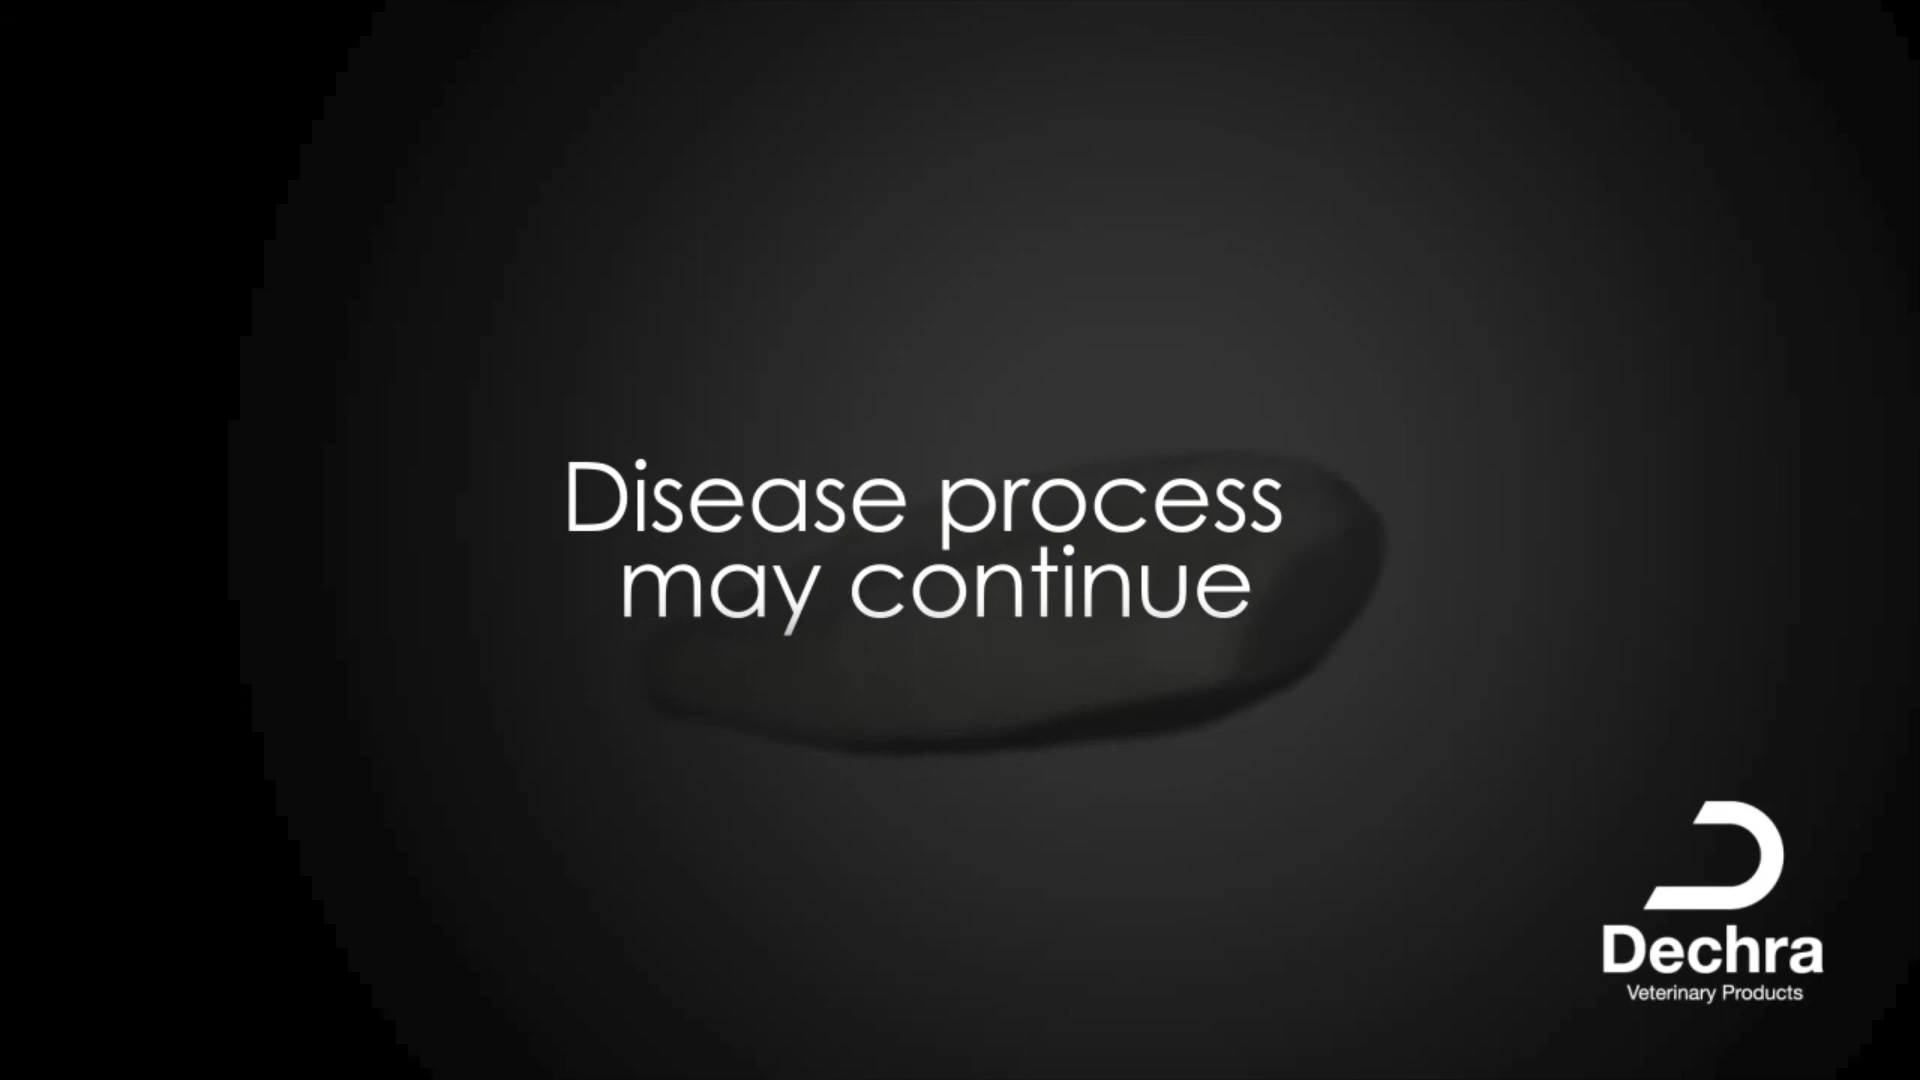 Disease process
may continue
Dechra
Veterinary Products